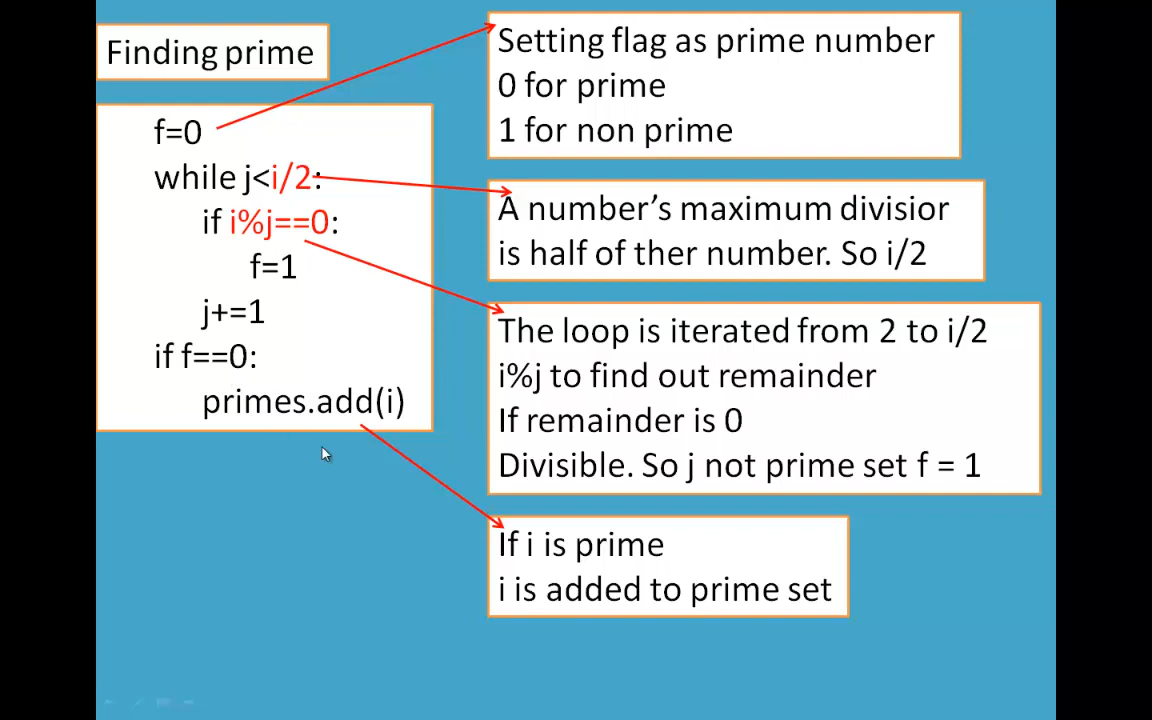 Finding prime
f=0
while j<i/2:
if i%j==0:
f=1
j+=1
if f==0:
primes.add(i)
Setting flag as prime number
0 for prime
1 for non prime
A number’s maximum divisior
is half of ther number. So i/2
The loop is iterated from 2 to i/2
i%j to find out remainder
If remainder is 0
Divisible. So j not prime set f = 1
If i is prime
i is added to prime set